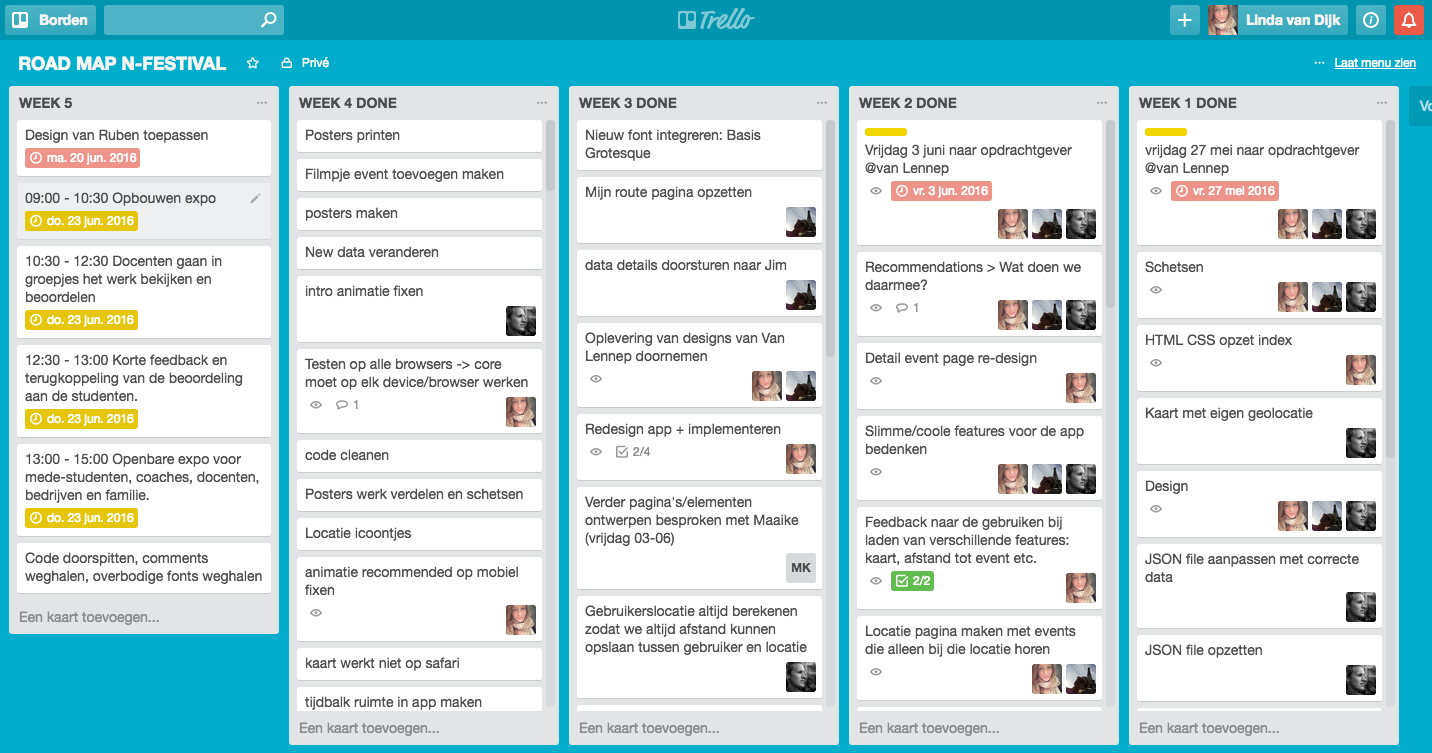 Borden
Trello
Linda van Dijk
ROAD MAP N-FESTIVAL
Privé
Laat menu zien
WEEK 5
Design van Ruben toepassen
ma. 20 jun. 2016
09:00 - 10:30 Opbouwen expo
do. 23 jun. 2016
10:30 - 12:30 Docenten gaan in
groepjes het werk bekijken en
beoordelen
do. 23 jun. 2016
12:30 - 13:00 Korte feedback en
terugkoppeling van de beoordeling
aan de studenten.
do. 23 jun. 2016
13:00 - 15:00 Openbare expo voor
mede-studenten, coaches, docenten,
bedrijven en familie.
do. 23 jun. 2016
Code doorspitten, comments
weghalen, overbodige fonts weghalen
Een kaart toevoegen...
WEEK 4 DONE
Posters printen
Filmpje event toevoegen maken
posters maken
New data veranderen
intro animatie fixen
Testen op alle browsers -> core
moet op elk device/browser werken
1
code cleanen
Posters werk verdelen en schetsen
Locatie icoontjes
animatie recommended op mobiel
fixen
kaart werkt niet op safari
tijdbalk ruimte in app maken
Een kaart toevoegen...
WEEK 3 DONE
Nieuw font integreren: Basis
Grotesque
Mijn route pagina opzetten
data details doorsturen naar Jim
Oplevering van designs van Van
Lennep doornemen
Redesign app + implementeren
2/4
Verder pagina's/elementen
ontwerpen besproken met Maaike
(vrijdag 03-06)
MK
Gebruikerslocatie altijd berekenen
zodat we altijd afstand kunnen
opslaan tussen gebruiker en locatie
Een kaart toevoegen...
WEEK 2 DONE
Vrijdag 3 juni naar opdrachtgever
@van Lennep
vr. 3 jun. 2016
Recommendations > Wat doen we
daarmee?
1
Detail event page re-design
Slimme/coole features voor de app
bedenken
Feedback naar de gebruiken bij
laden van verschillende features:
kaart, afstand tot event etc.
2/2
Locatie pagina maken met events
die alleen bij die locatie horen
Een kaart toevoegen...
WEEK 1 DONE
vrijdag 27 mei naar opdrachtgever
@van Lennep
vr. 27 mei 2016
Schetsen
HTML CSS opzet index
Kaart met eigen geolocatie
Design
JSON file aanpassen met correcte
data
JSON file opzetten
Een kaart toevoegen...